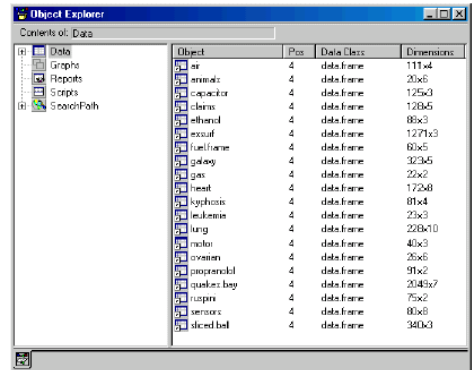 Object Explorer
Contents of: Data
Data
Graphs
Reports
Scripts
SearchPath
Object Pos Data Class Dimensions
air 4 data.frame 111x4
animals 4 data.frame 20x6
capacitor 4 data.frame 125x3
claims 4 data.frame 128x5
ethanol 4 data.frame 88x3
exsurf 4 data.frame 1271x3
fuel.frame 4 data.frame 60x5
galaxy 4 data.frame 323x5
gas 4 data.frame 22x2
heart 4 data.frame 172x8
kyphosis 4 data.frame 81x4
leukemia 4 data.frame 23x3
lung 4 data.frame 228x10
motor 4 data.frame 40x3
ovarian 4 data.frame 26x6
propranolol 4 data.frame 91x2
quakes.bay 4 data.frame 2049x7
ruspini 4 data.frame 75x2
sensors 4 data.frame 80x8
sliced.ball 4 data.frame 340x3